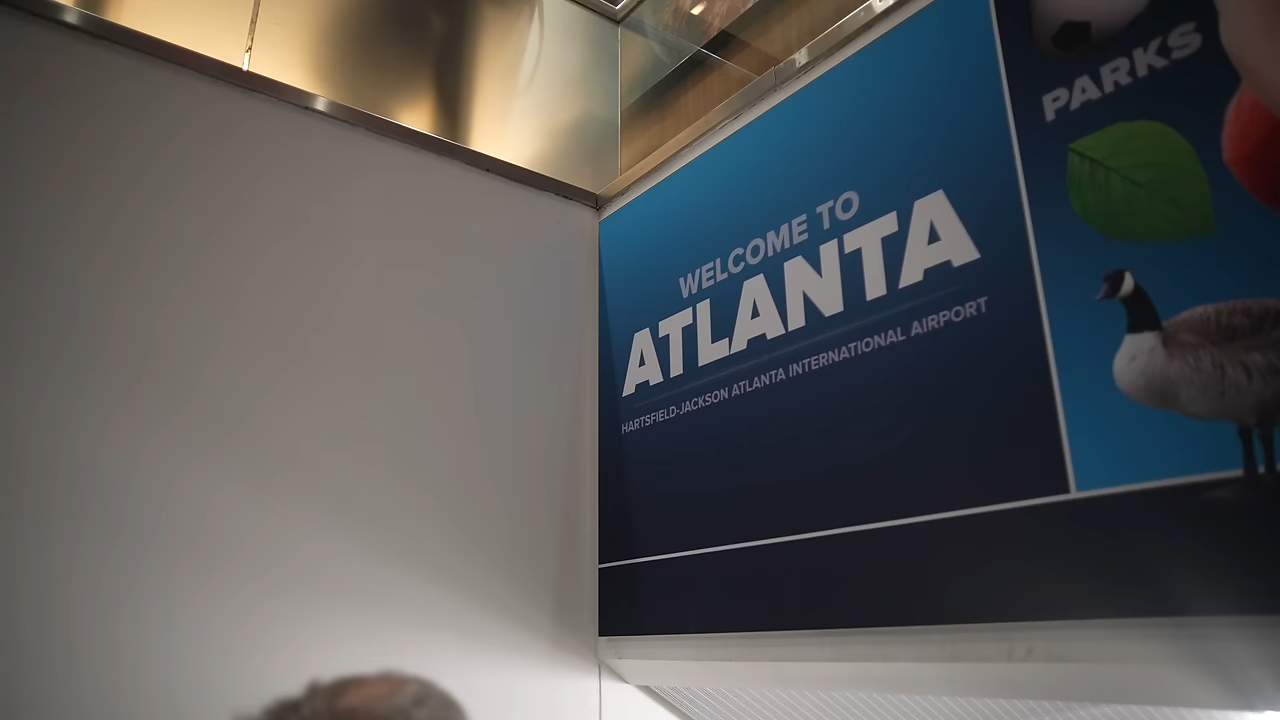 WELCOME TO
ATLANTA
HARTSFIELD-JACKSON ATLANTA INTERNATIONAL AIRPORT
PARKS